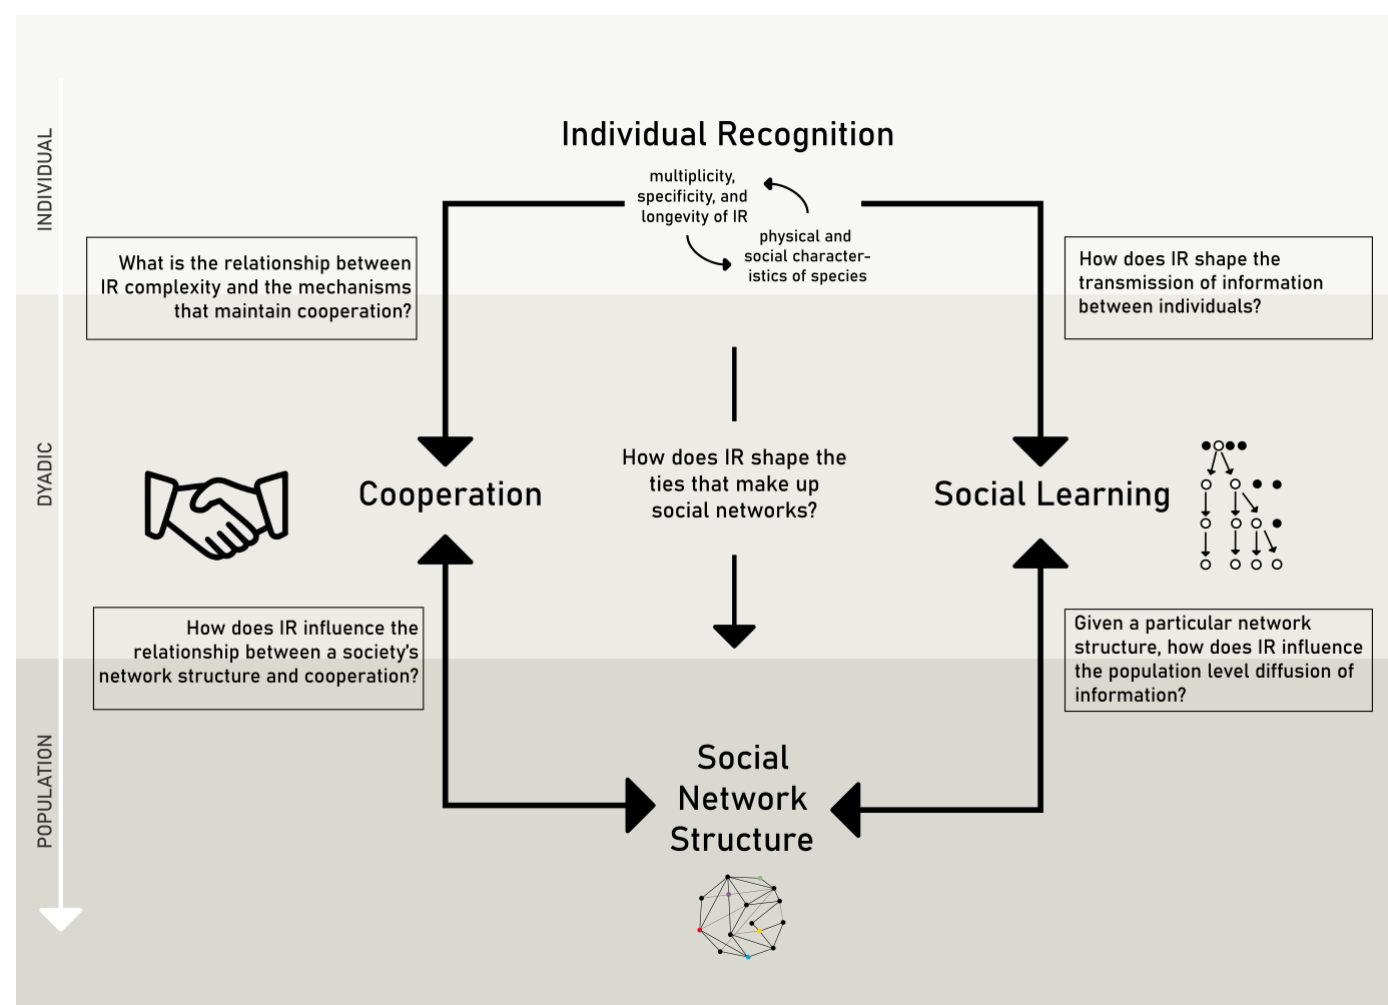 INDIVIDUAL
Individual Recognition
multiplicity,
specificity, and
longevity of IR
physical and
social character-
istics of species
What is the relationship between
IR complexity and the mechanisms
that maintain cooperation?
How does IR shape the
transmission of information
between individuals?
DYADIC
Cooperation
How does IR shape the
ties that make up
social networks?
Social Learning
How does IR influence the
relationship between a society's
network structure and cooperation?
Given a particular network
structure, how does IR influence
the population level diffusion of
information?
POPULATION
Social
Network
Structure